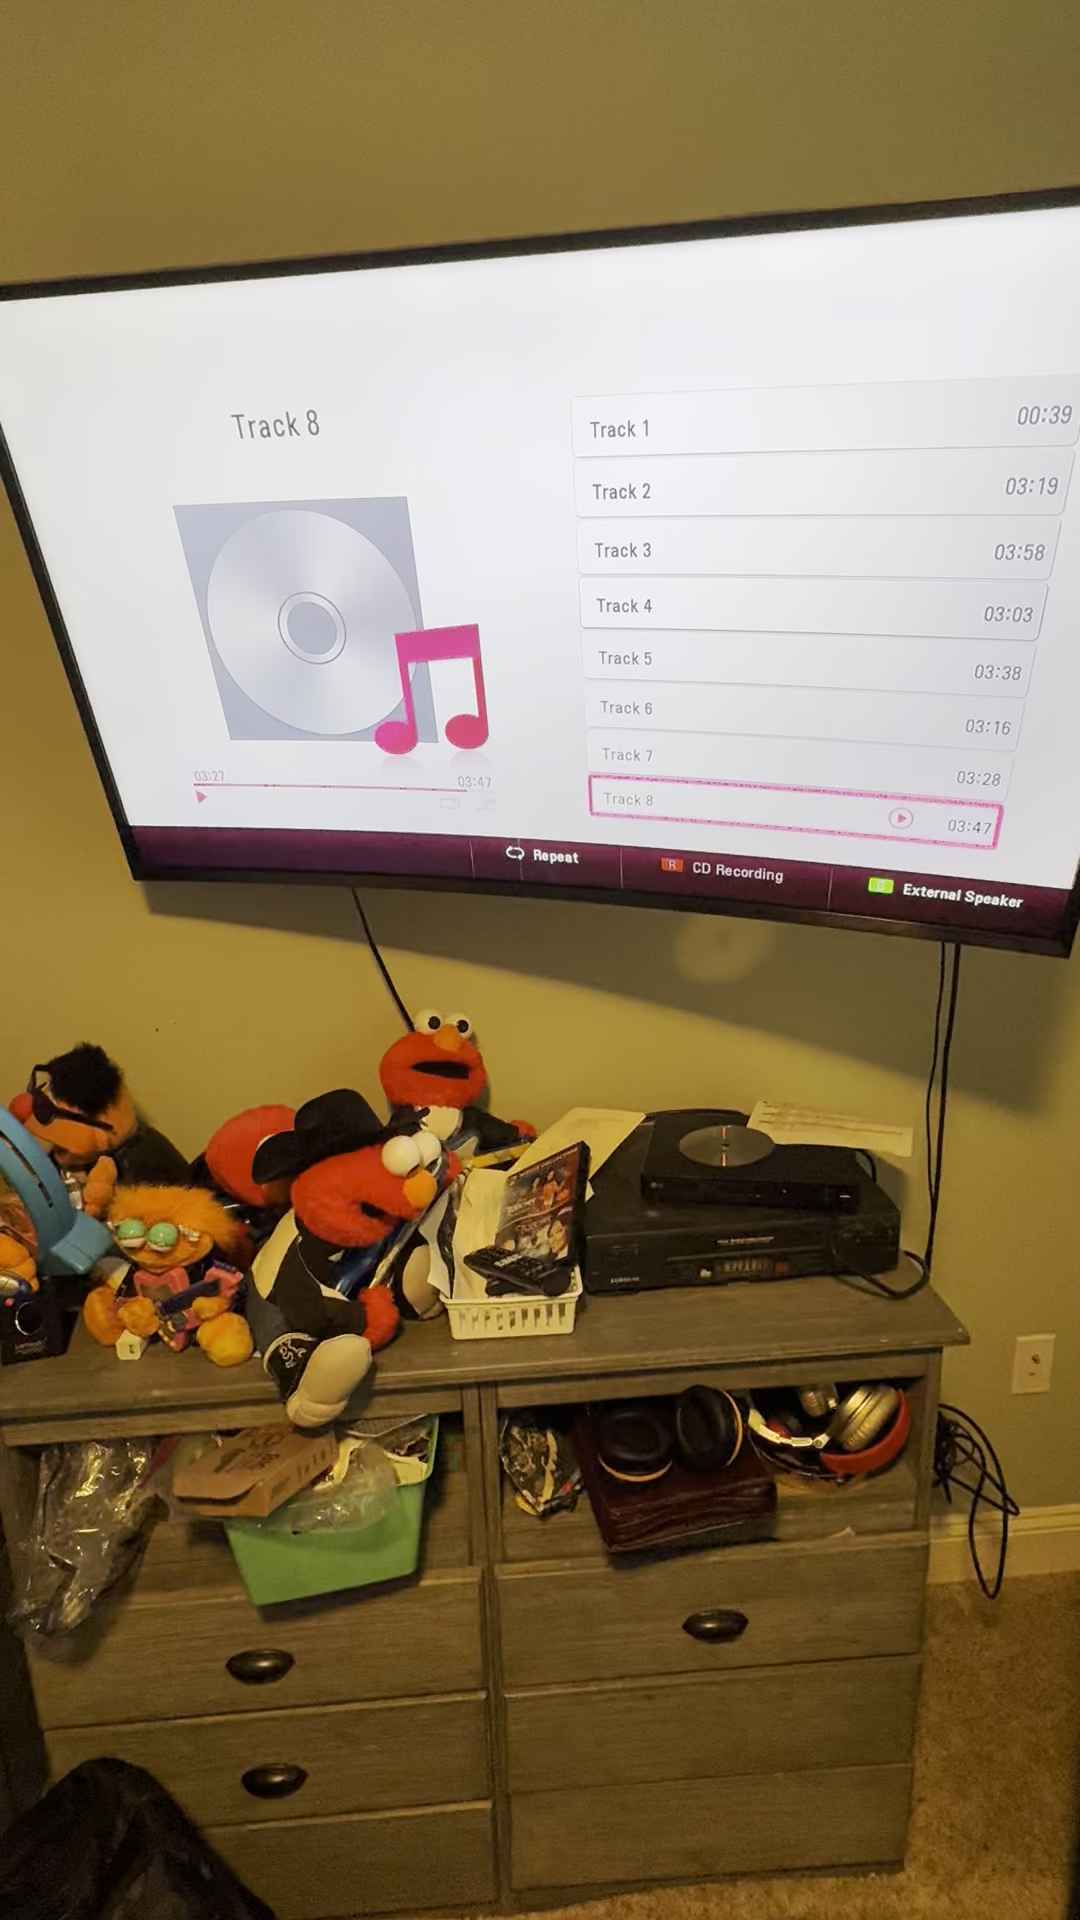 Track 8
03:27
03:47
Track 1 00:39
Track 2 03:19
Track 3 03:58
Track 4 03:03
Track 5 03:38
Track 6 03:16
Track 7 03:28
Track 8 03:47
Repeat
R CD Recording
External Speaker